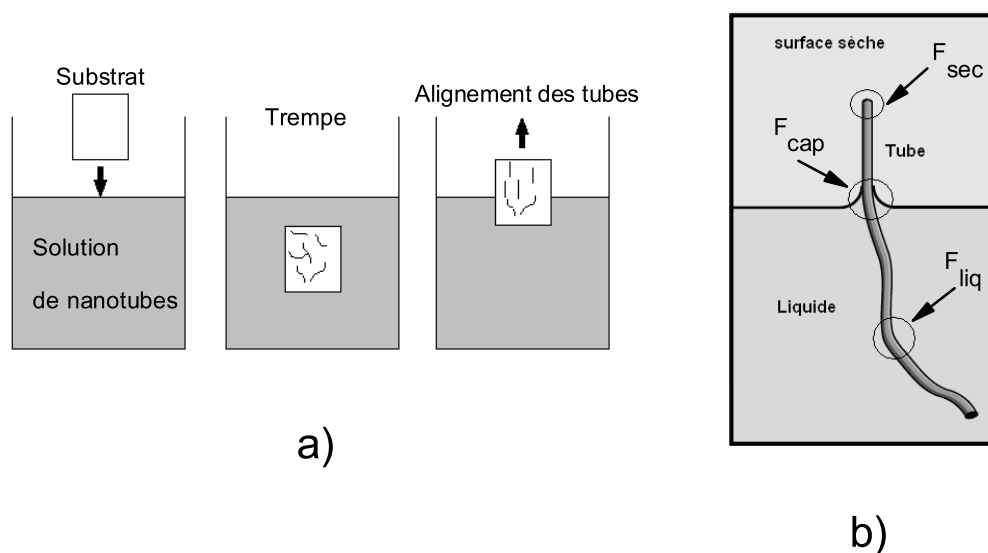 Substrat
Solution
de nanotubes
Trempe
Alignement des tubes
a)
surface sèche
F
sec
F
cap
Tube
F
liq
Liquide
b)